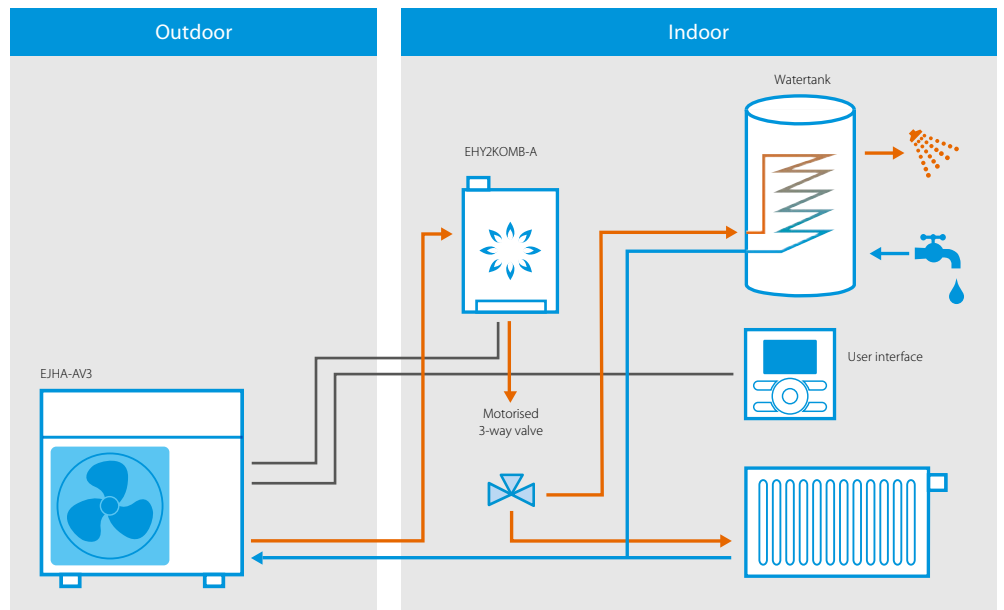 Outdoor
Indoor
Watertank
EHY2KOMB-A
User interface
EJHA-AV3
Motorised
3-way valve